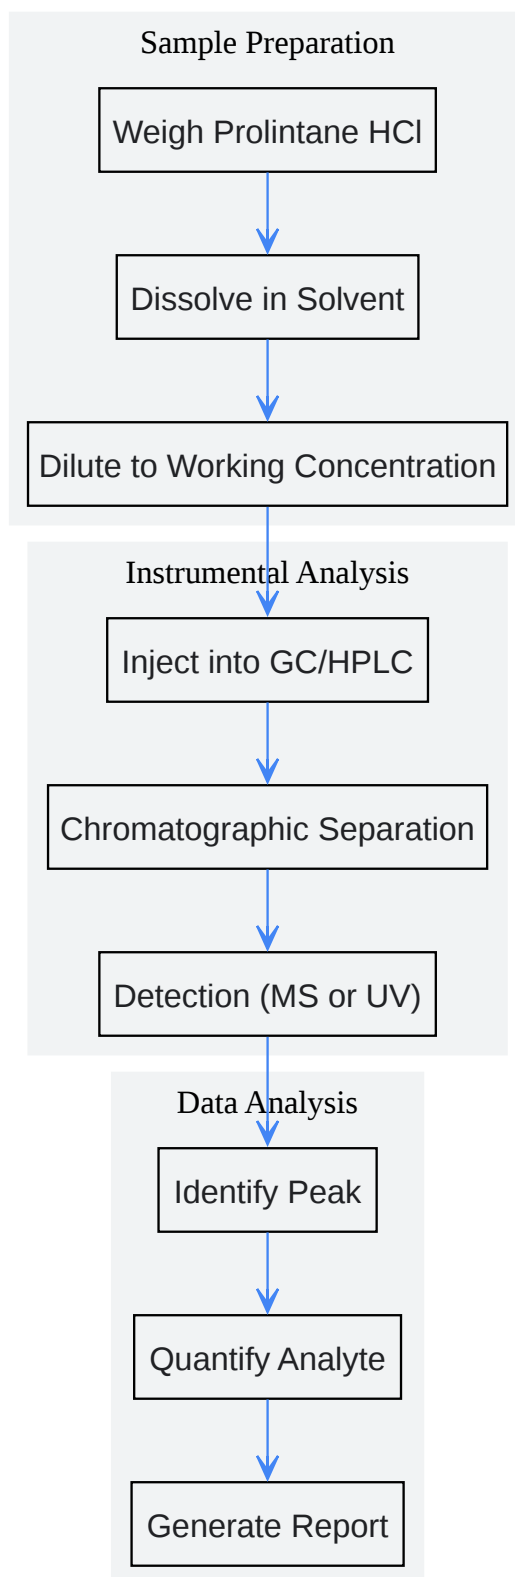 Sample Preparation
Weigh Prolintane HCl
Dissolve in Solvent
Dilute to Working Concentration
Instrumental Analysis
Inject into GC/HPLC
Chromatographic Separation
Detection (MS or UV)
Data Analysis
Identify Peak
Quantify Analyte
Generate Report